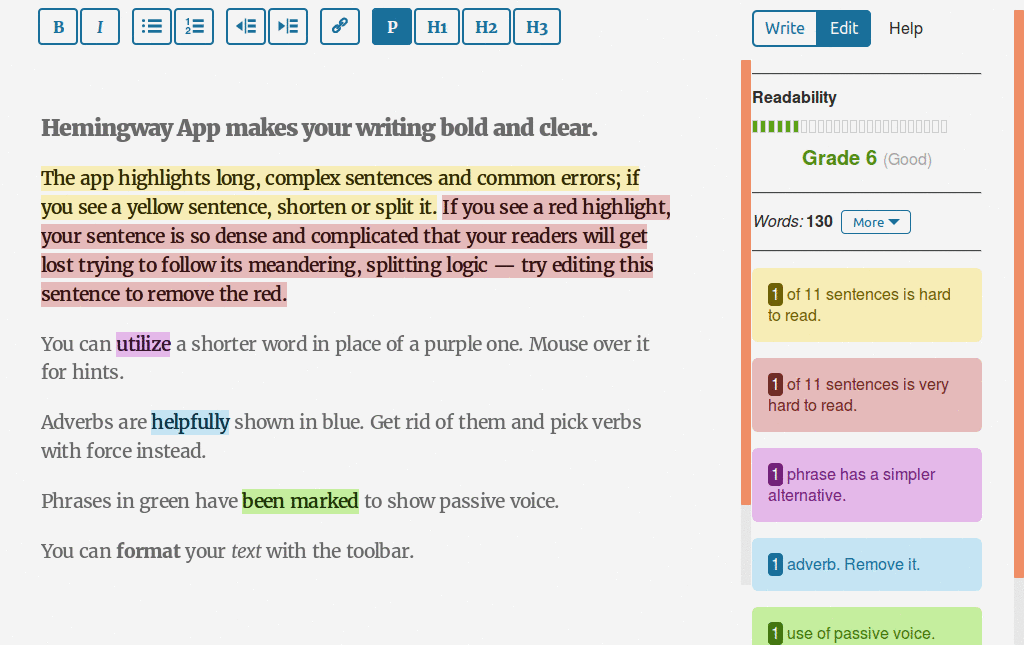 B I P H1 H2 H3
Write Edit Help
Hemingway App makes your writing bold and clear.
The app highlights long, complex sentences and common errors; if
you see a yellow sentence, shorten or split it. If you see a red highlight,
your sentence is so dense and complicated that your readers will get
lost trying to follow its meandering, splitting logic — try editing this
sentence to remove the red.
You can utilize a shorter word in place of a purple one. Mouse over it
for hints.
Adverbs are helpfully shown in blue. Get rid of them and pick verbs
with force instead.
Phrases in green have been marked to show passive voice.
You can format your text with the toolbar.
Readability
Grade 6 (Good)
Words: 130 More
1 of 11 sentences is hard
to read.
1 of 11 sentences is very
hard to read.
1 phrase has a simpler
alternative.
1 adverb. Remove it.
1 use of passive voice.